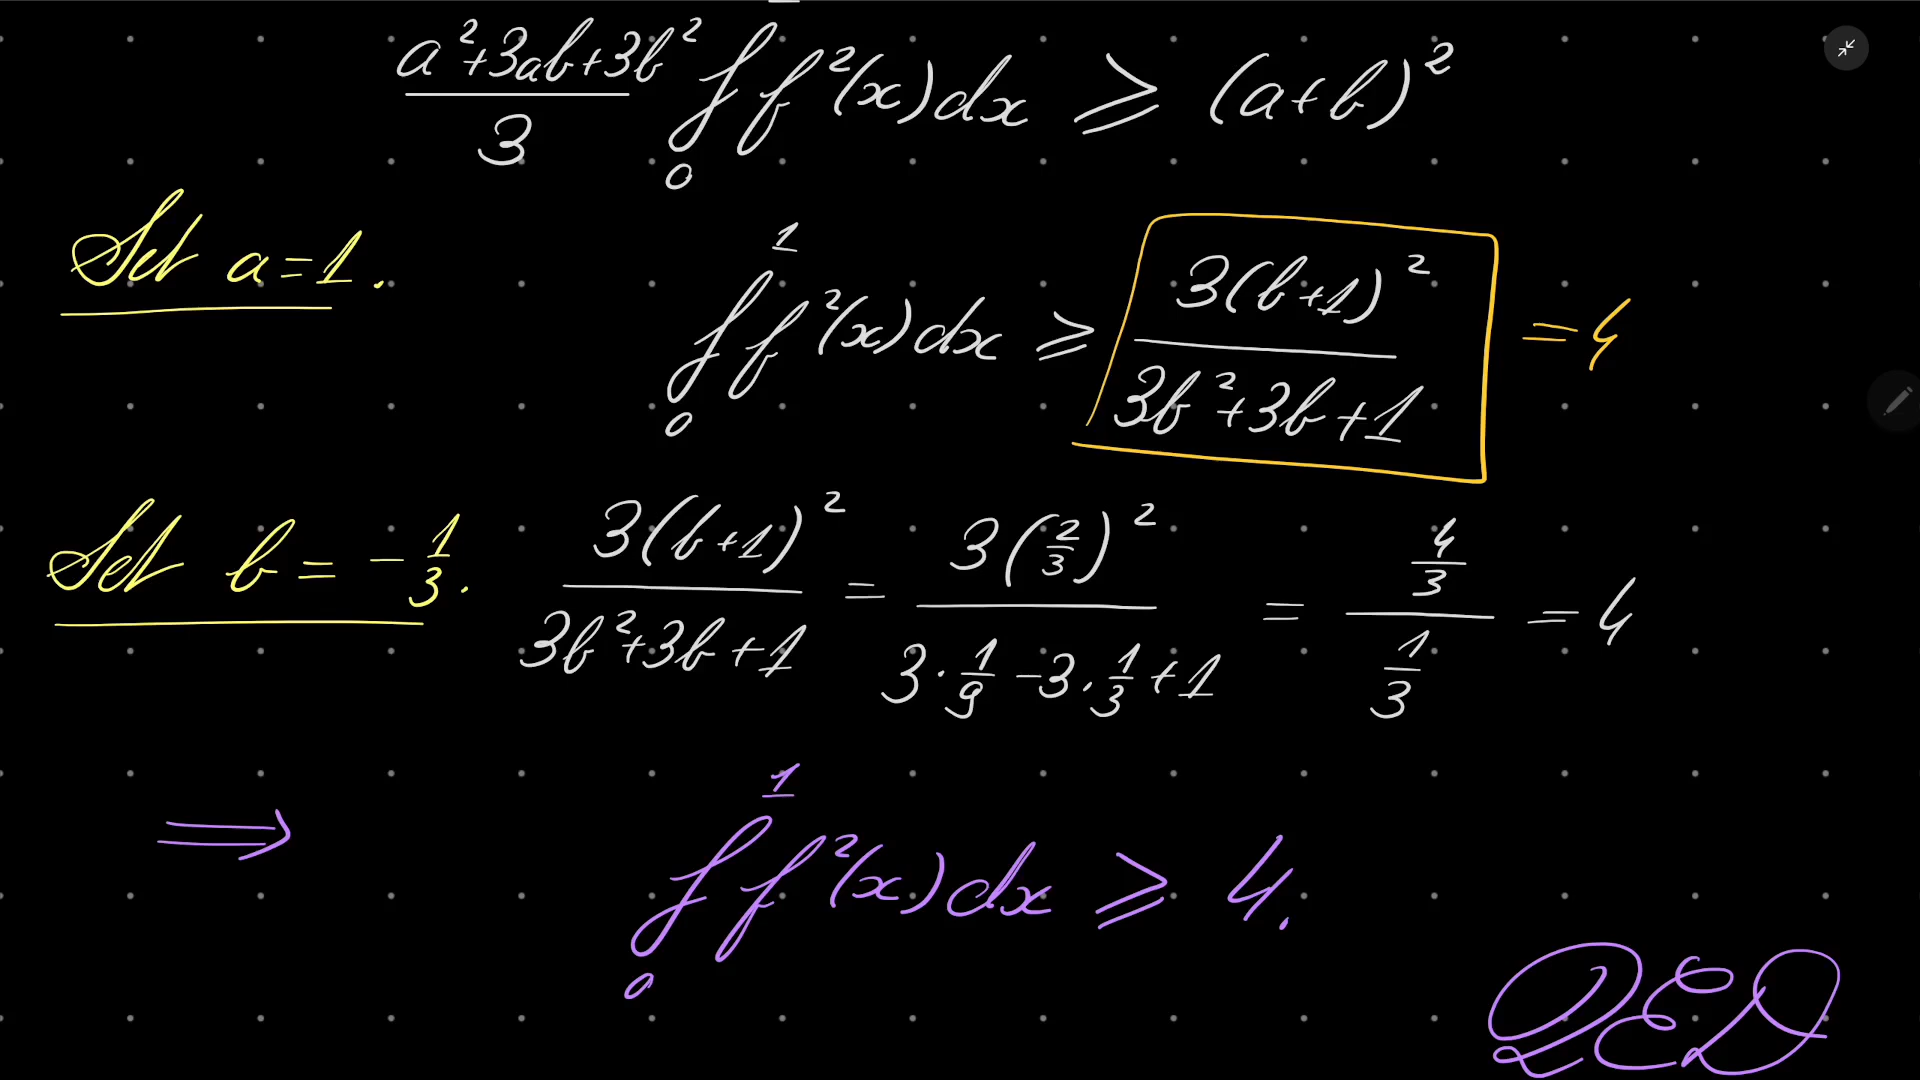 a²+3ab+3b²/3 ∫₀ f²(x)dx ≥ (a+b)²
Set a=1.
∫₀¹ f²(x)dx ≥ 3(b+1)²/3b²+3b+1 = 4
Set b = -1/3. 3(b+1)²/3b²+3b+1 = 3(2/3)²/3·1/9-3·1/3+1 = 4/3/1/3 = 4
⟹ ∫₀¹ f²(x)dx ≥ 4.
QED